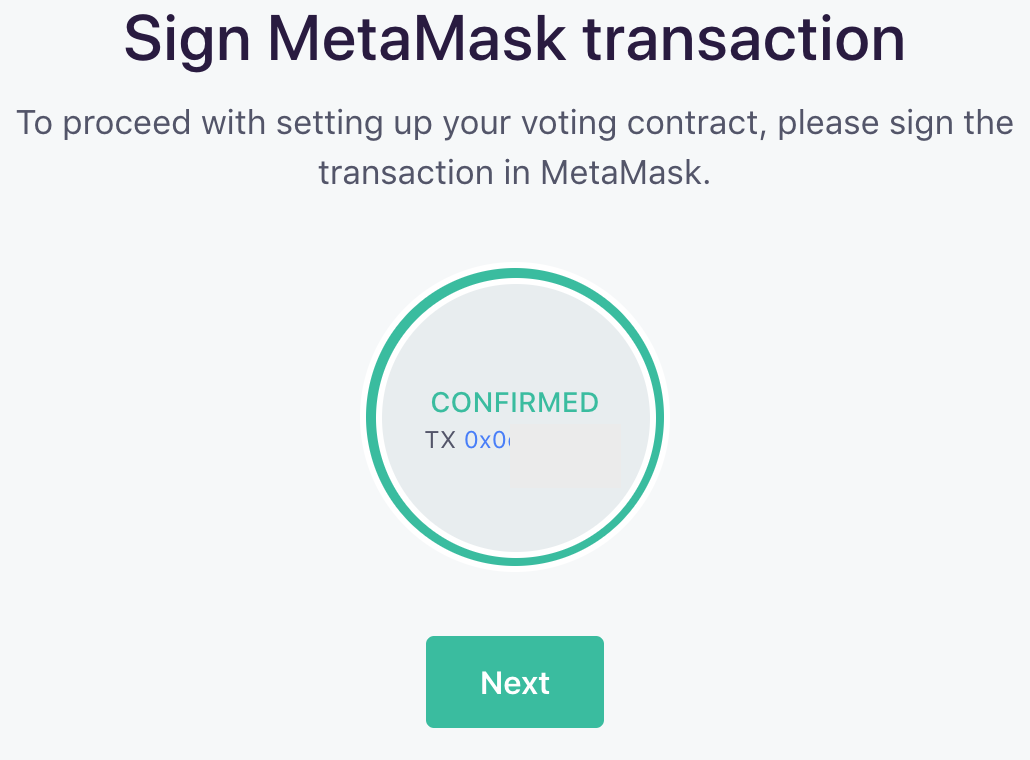 Sign MetaMask transaction
To proceed with setting up your voting contract, please sign the
transaction in MetaMask.
CONFIRMED
TX 0x0
Next